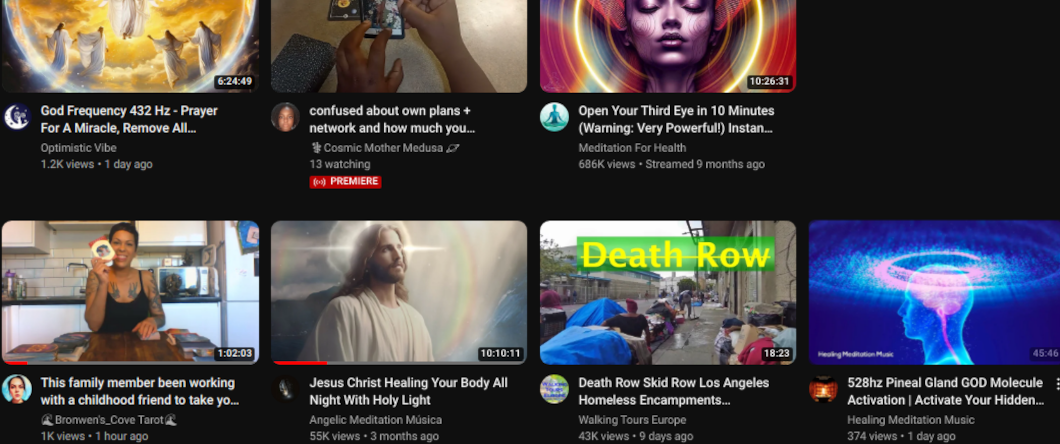 6:24:49
10:26:31
God Frequency 432 Hz - Prayer
For A Miracle, Remove All...
Optimistic Vibe
1.2K views • 1 day ago
confused about own plans +
network and how much you...
⚕Cosmic Mother Medusa 🪐
13 watching
PREMIERE
Open Your Third Eye in 10 Minutes
(Warning: Very Powerful!) Instan...
Meditation For Health
686K views • Streamed 9 months ago
1:02:03
10:10:11
Death Row
18:23
Healing Meditation Music
45:46
This family member been working
with a childhood friend to take yo...
🌊Bronwen's_Cove Tarot🌊
1K views • 1 hour ago
Jesus Christ Healing Your Body All
Night With Holy Light
Angelic Meditation Música
55K views • 3 months ago
Death Row Skid Row Los Angeles
Homeless Encampments...
Walking Tours Europe
43K views • 9 days ago
528hz Pineal Gland GOD Molecule
Activation | Activate Your Hidden...
Healing Meditation Music
374 views • 1 day ago